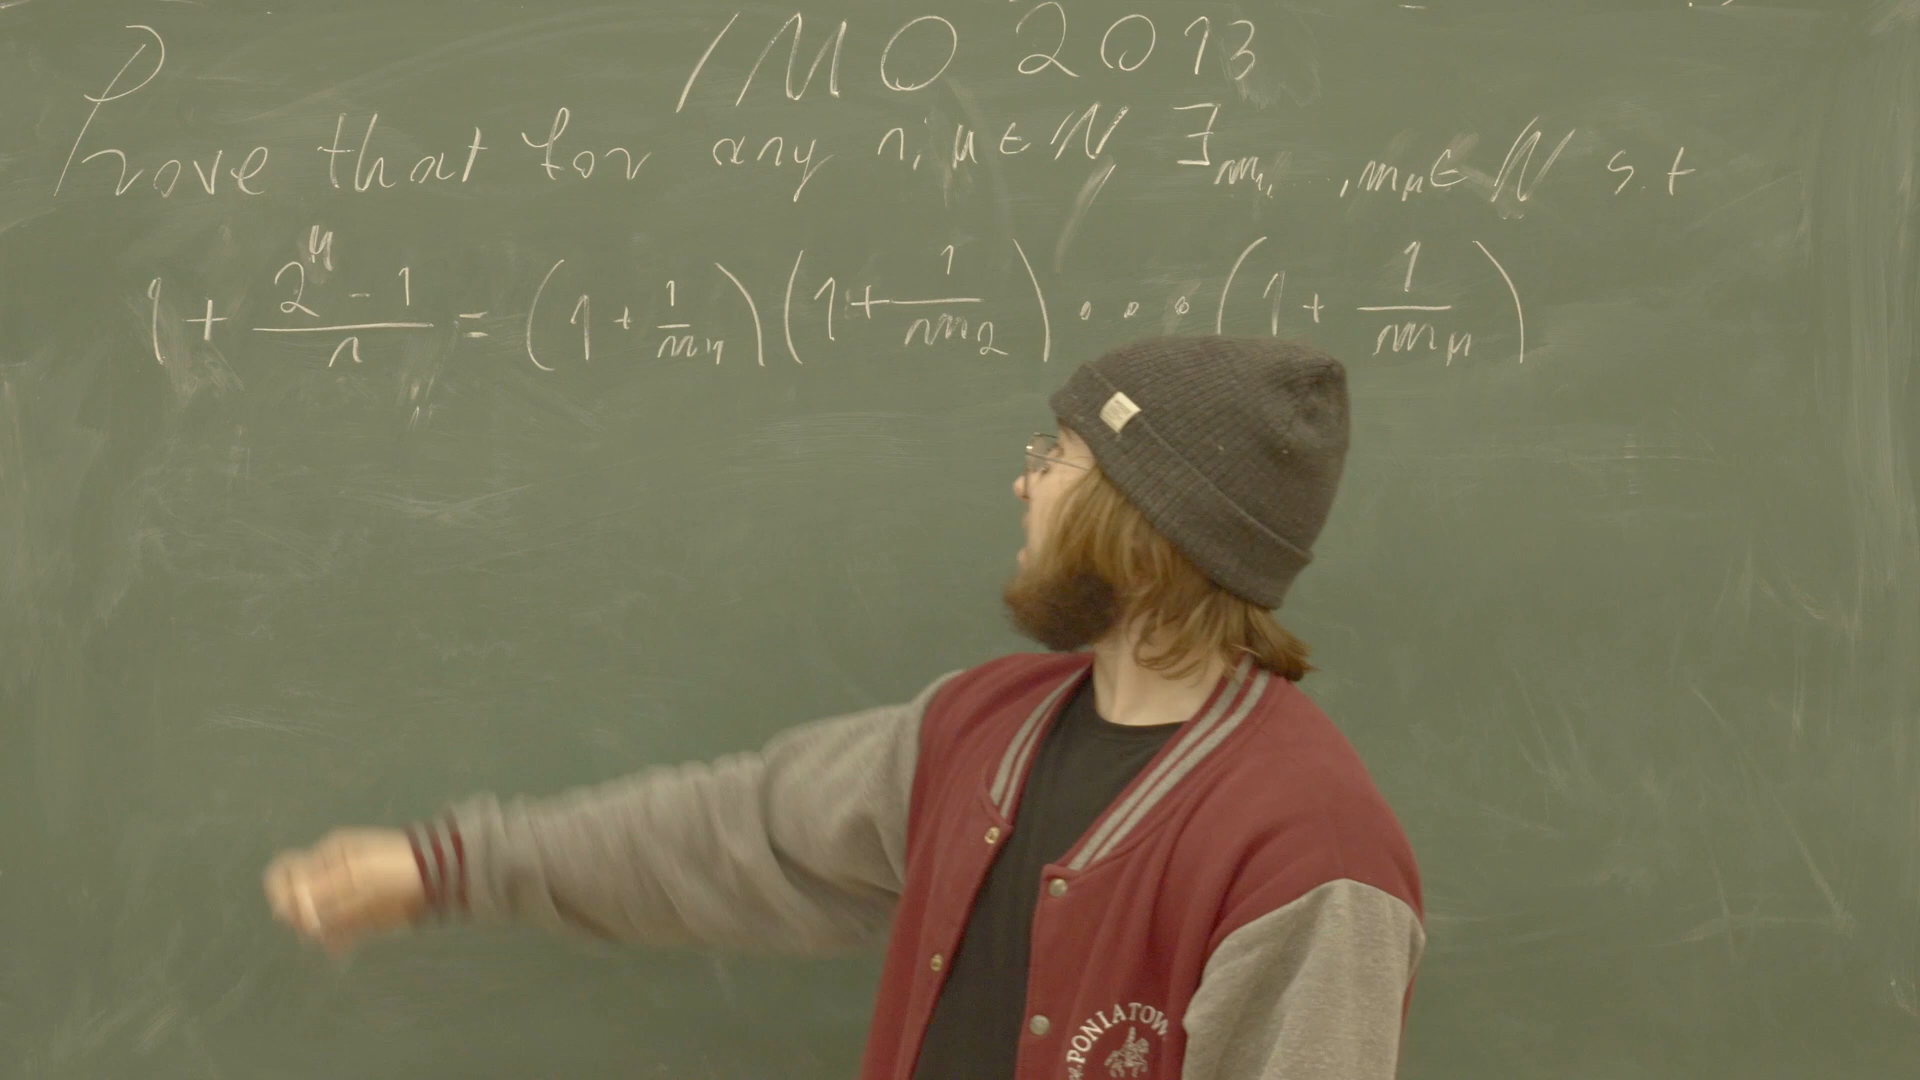 IMO 2013
Prove that for any n, k ∈ N, ∃ m₁, ..., mₖ ∈ N s.t
1 + (2ᵏ - 1)/n = (1 + 1/m₁)(1 + 1/m₂) ... (1 + 1/mₖ)
PONIATOW